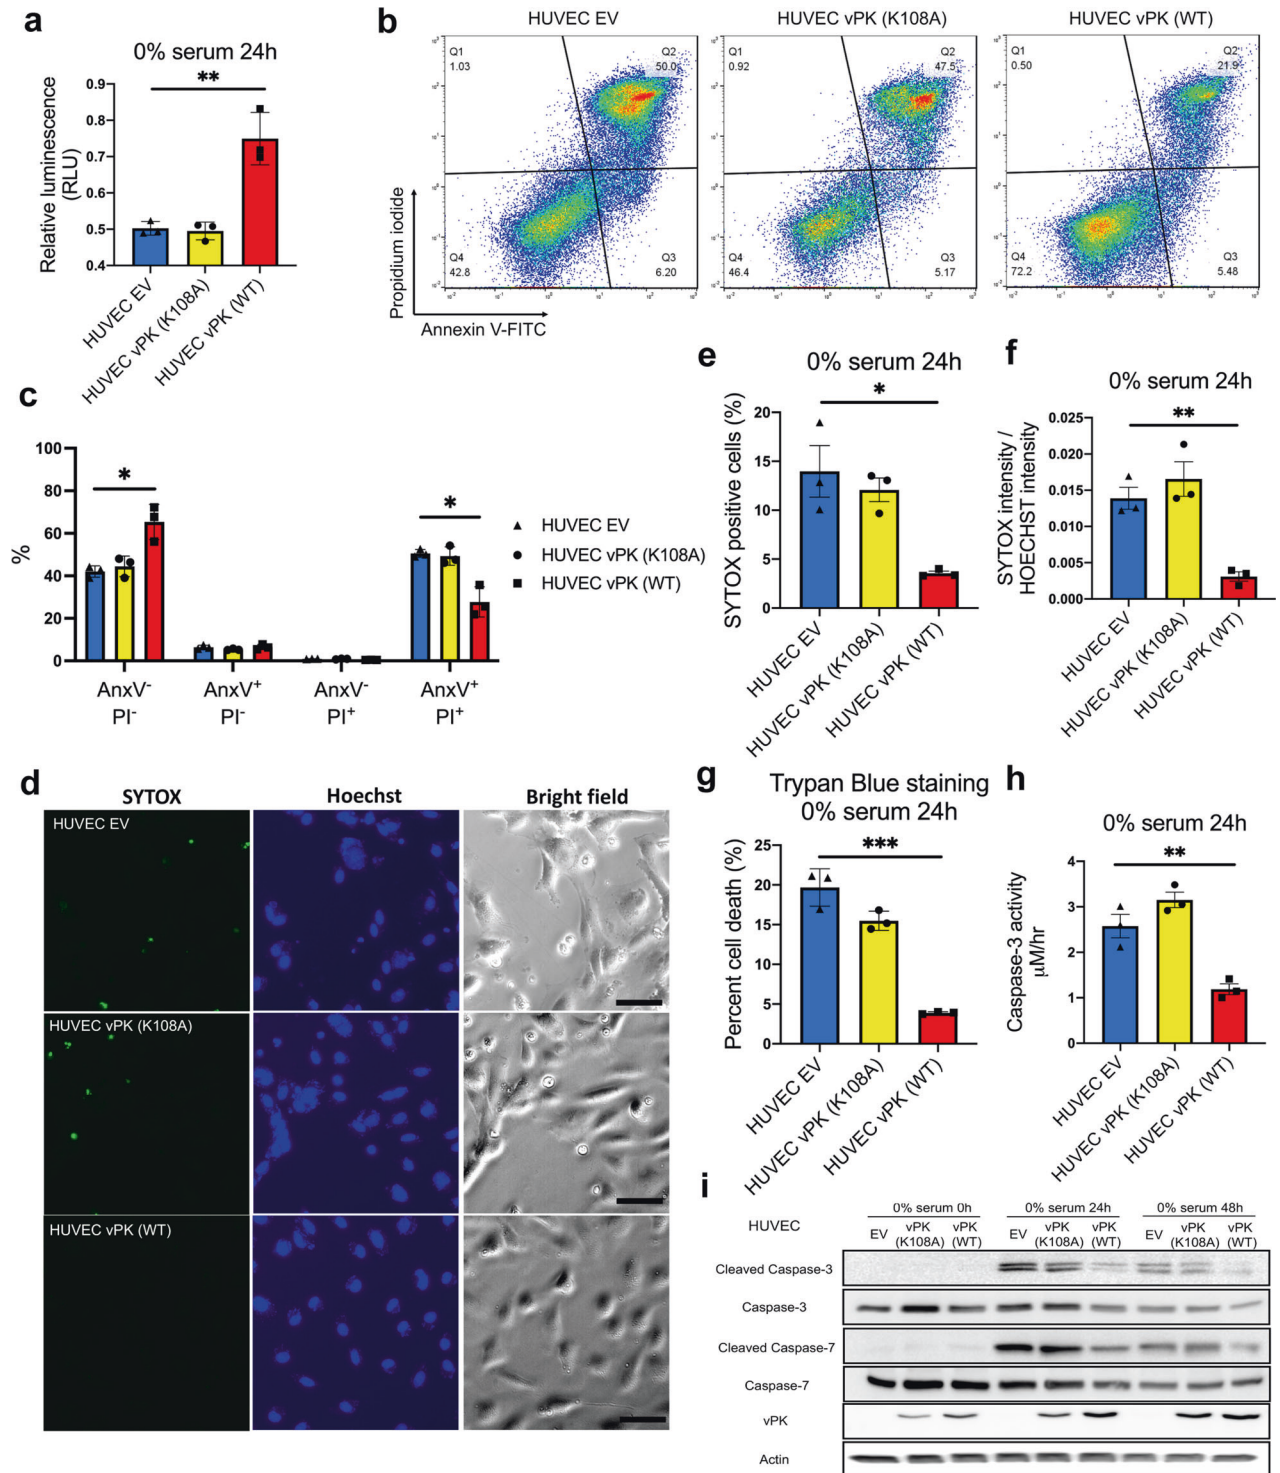 a
0% serum 24h
**
Relative luminescence
(RLU)
0.9
0.8
0.7
0.6
0.5
0.4
HUVEC EV
HUVEC vPK (K108A)
HUVEC vPK (WT)
b
HUVEC EV
HUVEC vPK (K108A)
HUVEC vPK (WT)
Q1
1.03
Q2
50.0
Q4
42.8
Q3
6.20
Q1
0.92
Q2
47.5
Q4
46.4
Q3
5.17
Q1
0.50
Q2
21.9
Q4
72.2
Q3
5.48
Propidium iodide
Annexin V-FITC
c
%
100
80
60
40
20
0
*
*
AnxV-
PI-
AnxV+
PI-
AnxV-
PI+
AnxV+
PI+
HUVEC EV
HUVEC vPK (K108A)
HUVEC vPK (WT)
d
SYTOX
Hoechst
Bright field
HUVEC EV
HUVEC vPK (K108A)
HUVEC vPK (WT)
e
0% serum 24h
*
SYTOX positive cells (%)
20
15
10
5
0
HUVEC EV
HUVEC vPK (K108A)
HUVEC vPK (WT)
f
0% serum 24h
**
SYTOX intensity /
HOECHST intensity
0.025
0.020
0.015
0.010
0.005
0.000
HUVEC EV
HUVEC vPK (K108A)
HUVEC vPK (WT)
g
Trypan Blue staining
0% serum 24h
***
Percent cell death (%)
25
20
15
10
5
0
HUVEC EV
HUVEC vPK (K108A)
HUVEC vPK (WT)
h
0% serum 24h
**
Caspase-3 activity
μM/hr
4
3
2
1
0
HUVEC EV
HUVEC vPK (K108A)
HUVEC vPK (WT)
i
0% serum 0h
0% serum 24h
0% serum 48h
HUVEC
EV
vPK
(K108A)
vPK
(WT)
EV
vPK
(K108A)
vPK
(WT)
EV
vPK
(K108A)
vPK
(WT)
Cleaved Caspase-3
Caspase-3
Cleaved Caspase-7
Caspase-7
vPK
Actin